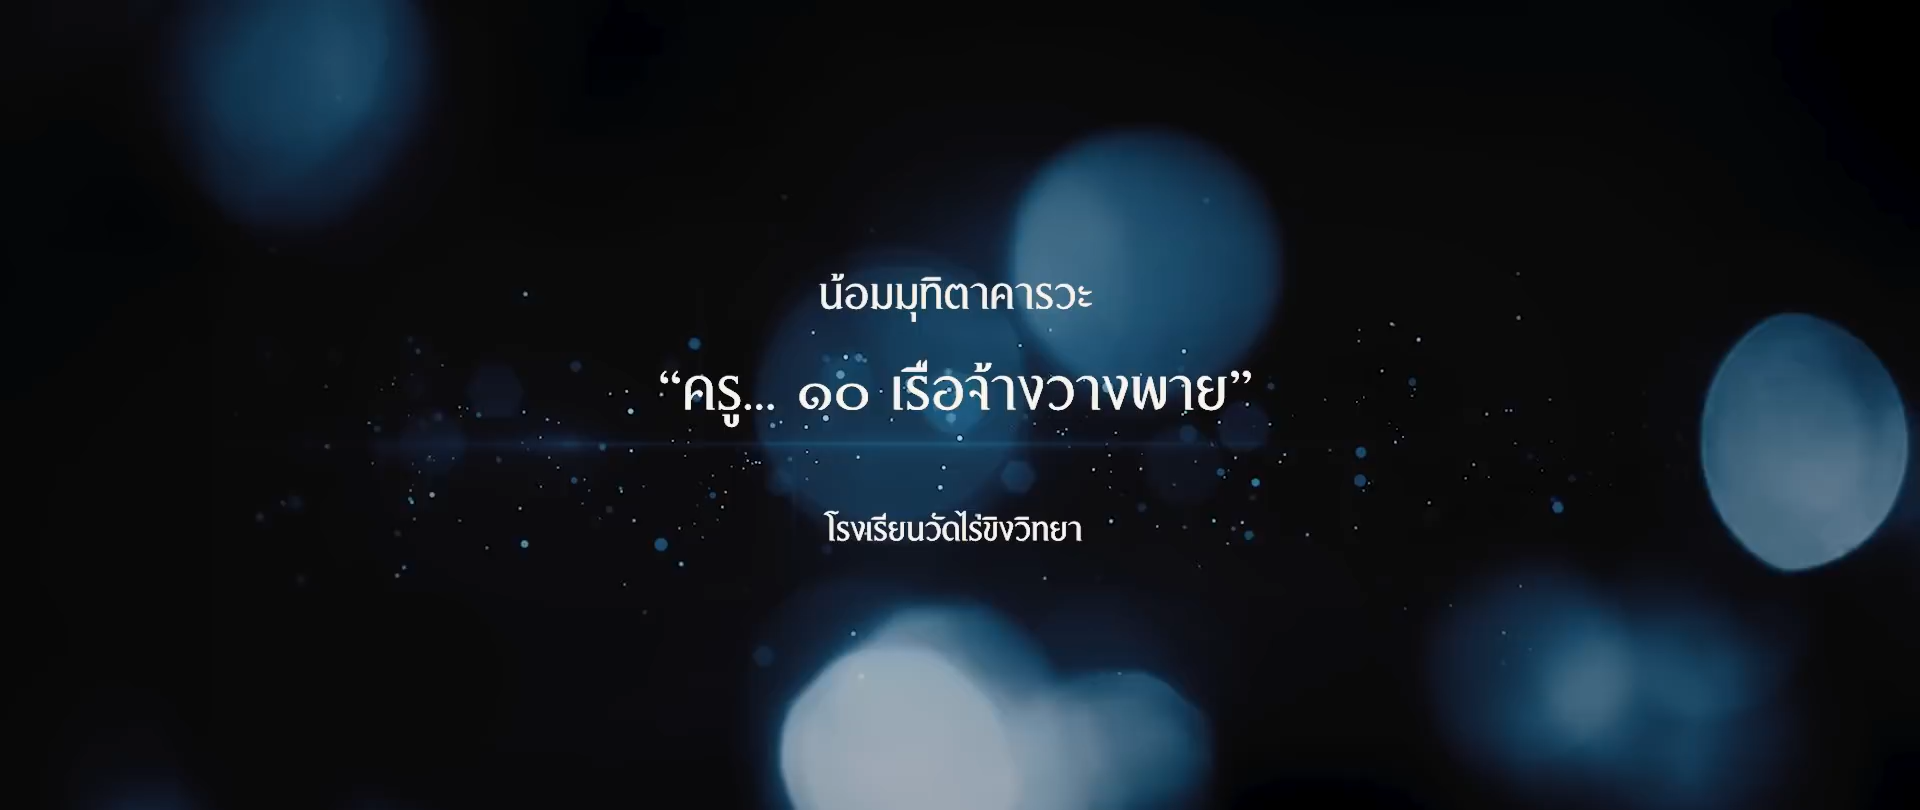 น้อมมุทิตาคารวะ
“ครู... ๑๐ เรือจ้างวางพาย”
โรงเรียนวัดไร่ขิงวิทยา